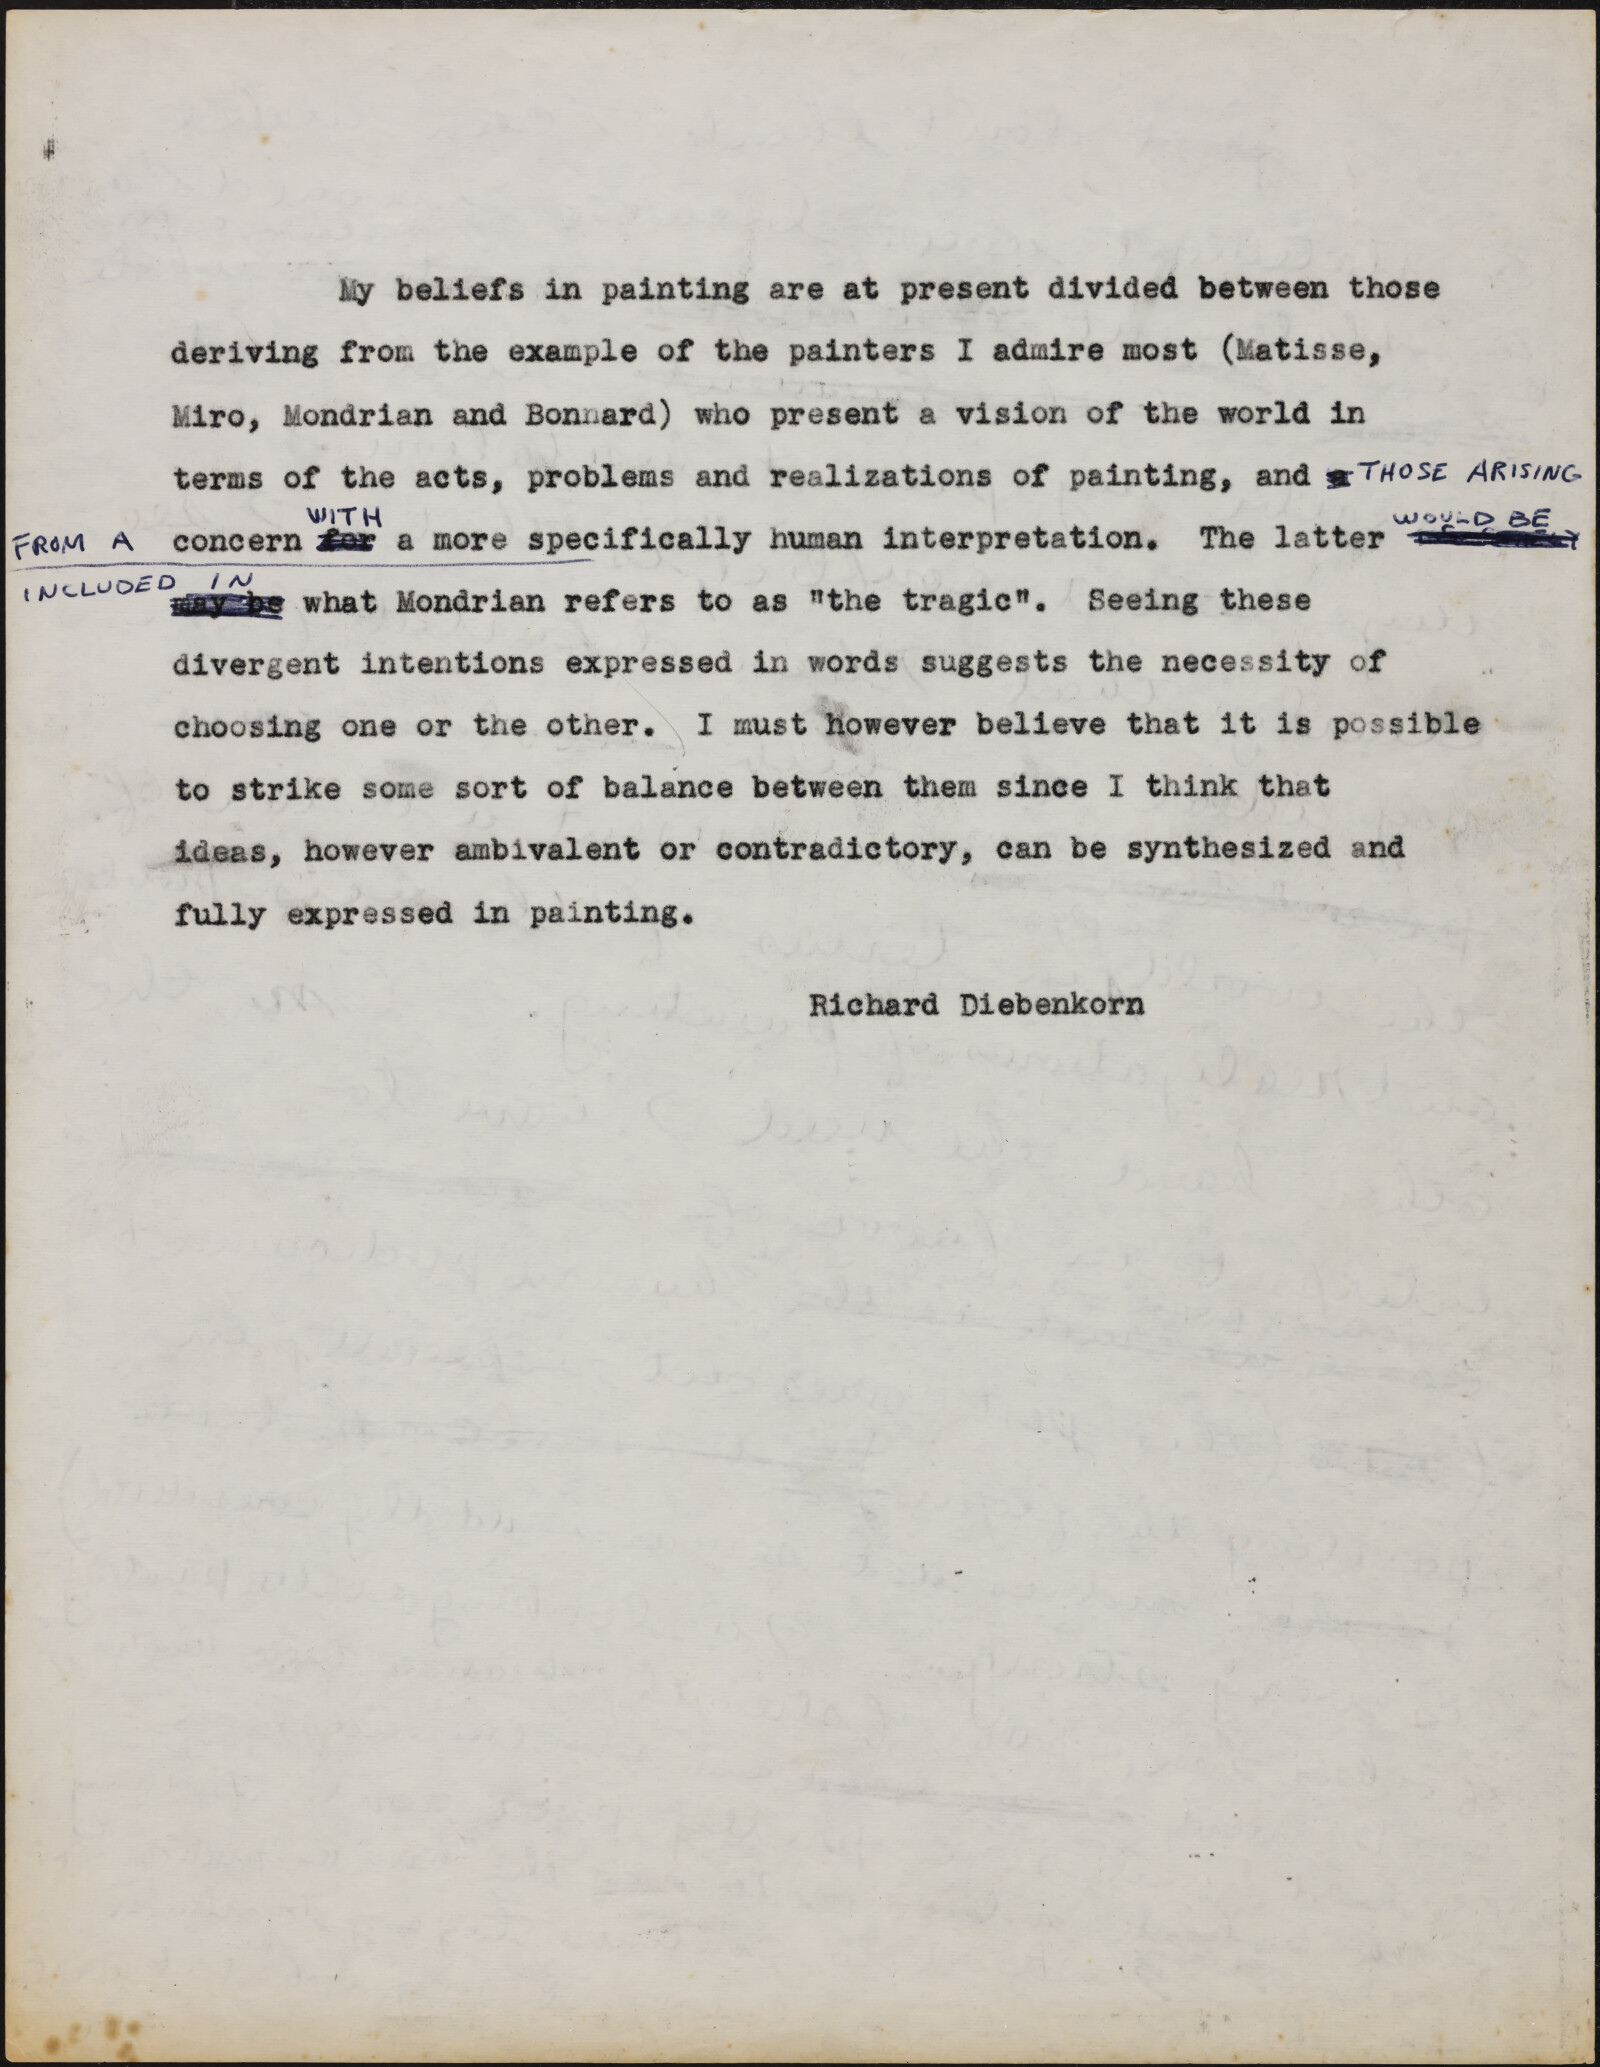 My beliefs in painting are at present divided between those
deriving from the example of the painters I admire most (Matisse,
Miro, Mondrian and Bonnard) who present a vision of the world in
terms of the acts, problems and realizations of painting, and a THOSE ARISING
FROM A concern for WITH a more specifically human interpretation. The latter WOULD BE
INCLUDED IN may be what Mondrian refers to as "the tragic". Seeing these
divergent intentions expressed in words suggests the necessity of
choosing one or the other. I must however believe that it is possible
to strike some sort of balance between them since I think that
ideas, however ambivalent or contradictory, can be synthesized and
fully expressed in painting.
Richard Diebenkorn